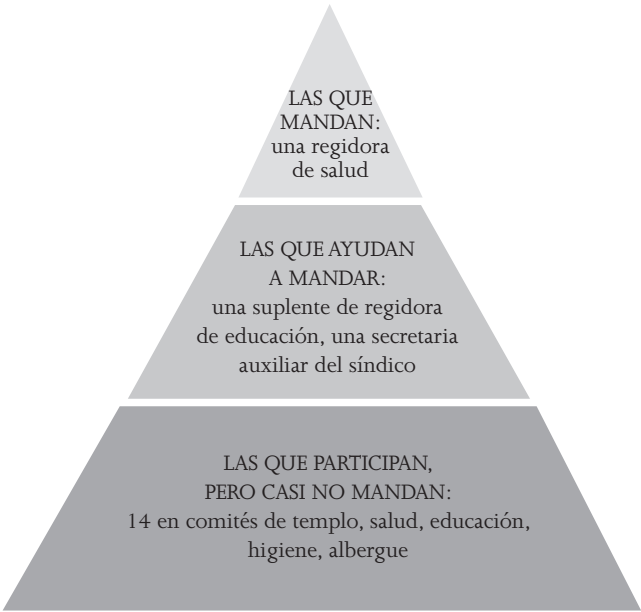 LAS QUE
MANDAN:
una regidora
de salud
LAS QUE AYUDAN
A MANDAR:
una suplente de regidora
de educación, una secretaria
auxiliar del síndico
LAS QUE PARTICIPAN,
PERO CASI NO MANDAN:
14 en comités de templo, salud, educación,
higiene, albergue